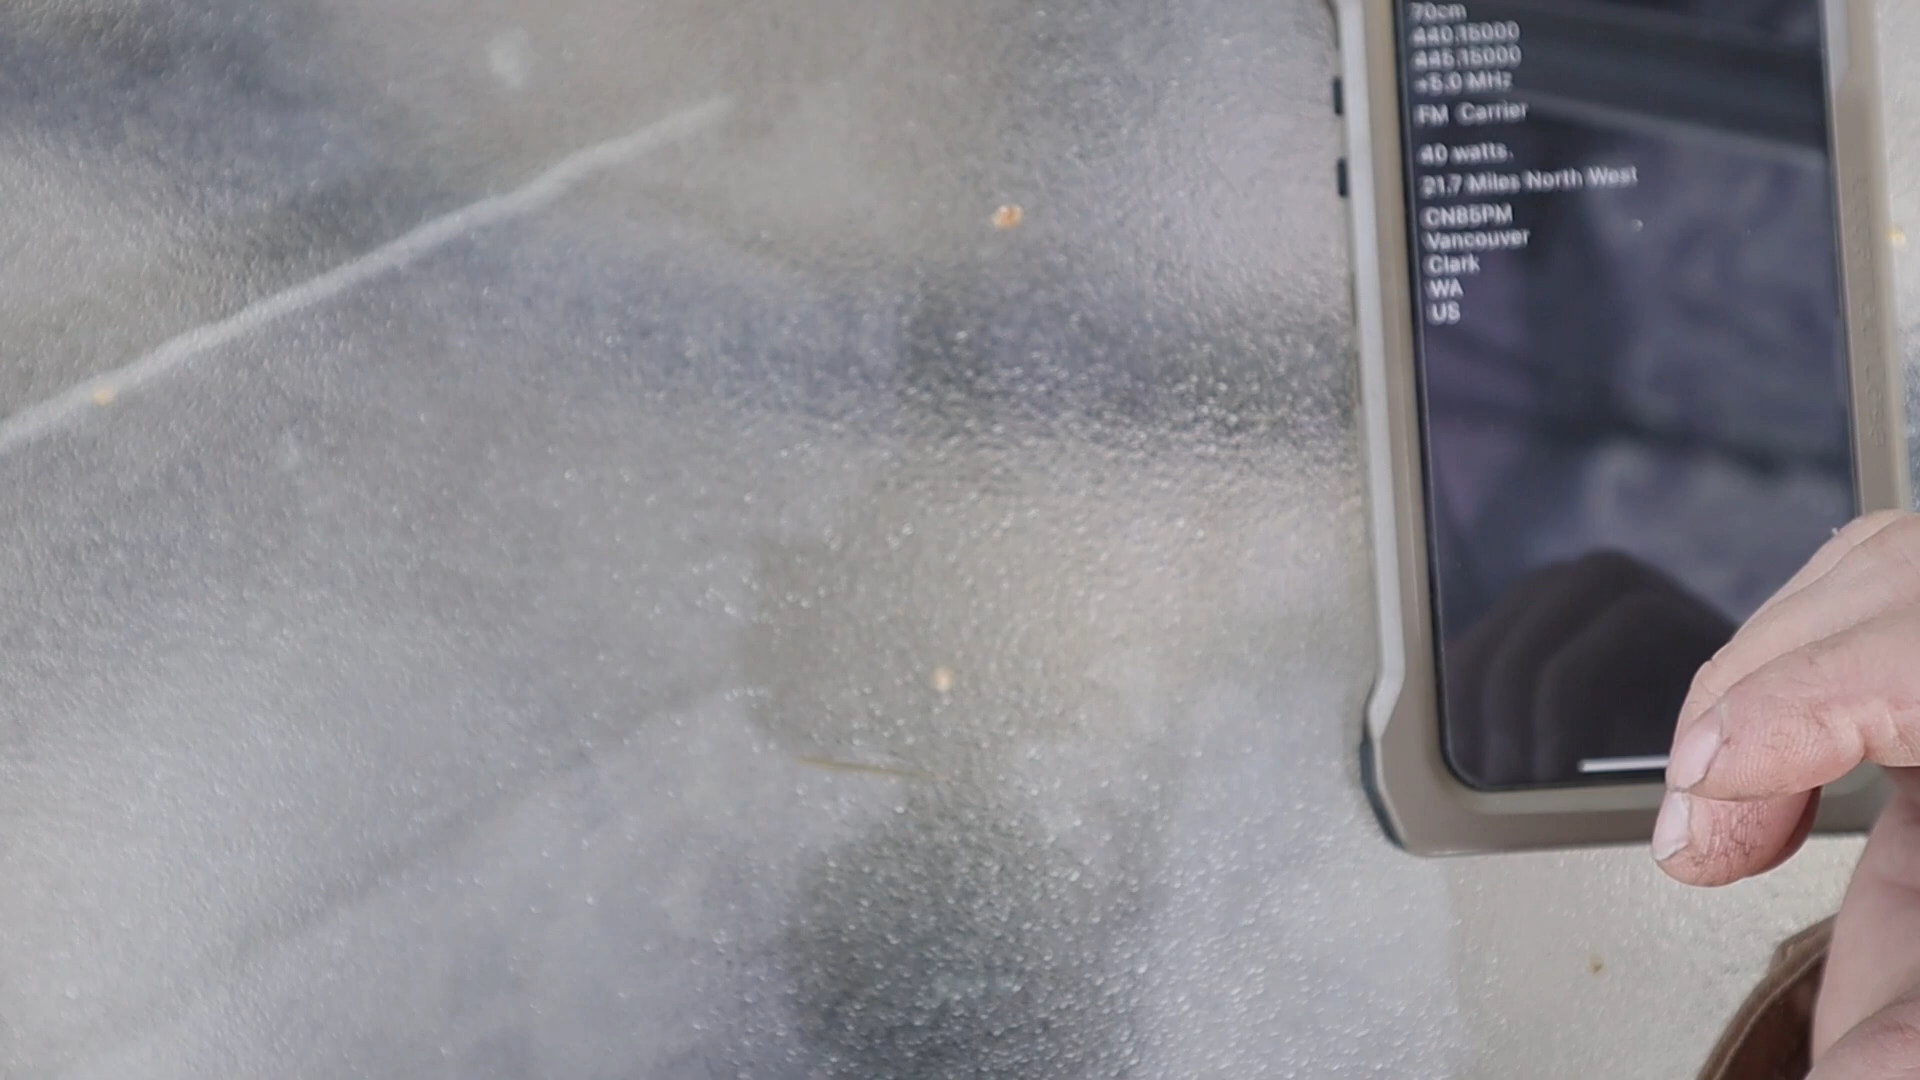 70cm
440.15000
445.15000
+5.0 MHz
FM Carrier
40 watts.
21.7 Miles North West
CN85PM
Vancouver
Clark
WA
US